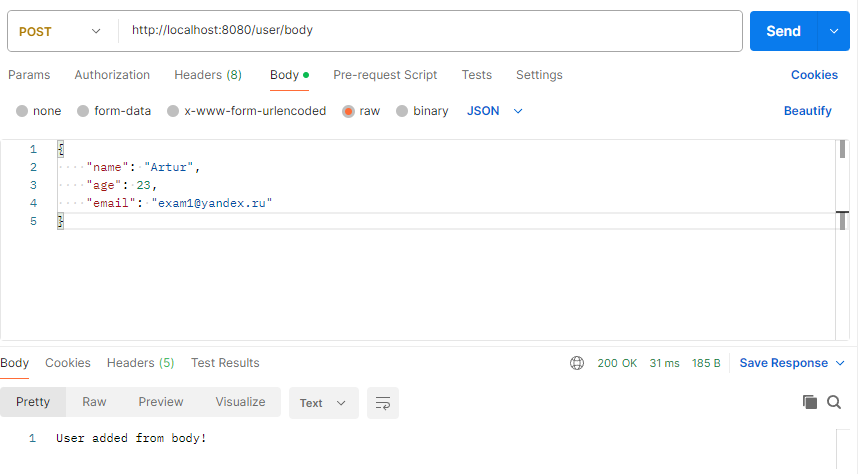 POST http://localhost:8080/user/body Send
Params Authorization Headers (8) Body Pre-request Script Tests Settings Cookies
none form-data x-www-form-urlencoded raw binary JSON Beautify
1 {
2 "name": "Artur",
3 "age": 23,
4 "email": "exam1@yandex.ru"
5 }
Body Cookies Headers (5) Test Results 200 OK 31 ms 185 B Save Response
Pretty Raw Preview Visualize Text
1 User added from body!